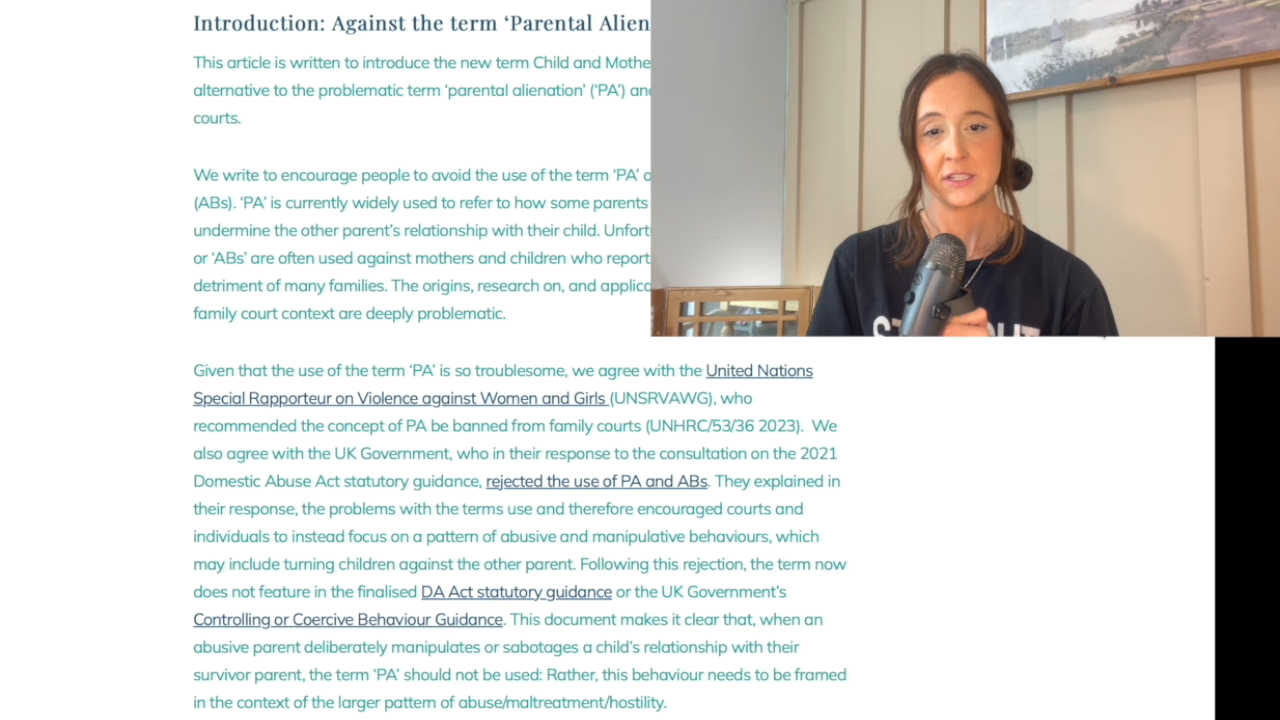 Introduction: Against the term ‘Parental Alien
This article is written to introduce the new term Child and Mothe
alternative to the problematic term ‘parental alienation’ (‘PA’) and
courts.
We write to encourage people to avoid the use of the term ‘PA’
(ABs). ‘PA’ is currently widely used to refer to how some parents
undermine the other parent’s relationship with their child. Unfort
or ‘ABs’ are often used against mothers and children who report
detriment of many families. The origins, research on, and applica
family court context are deeply problematic.
Given that the use of the term ‘PA’ is so troublesome, we agree with the United Nations
Special Rapporteur on Violence against Women and Girls (UNSRVAWG), who
recommended the concept of PA be banned from family courts (UNHRC/53/36 2023). We
also agree with the UK Government, who in their response to the consultation on the 2021
Domestic Abuse Act statutory guidance, rejected the use of PA and ABs. They explained in
their response, the problems with the terms use and therefore encouraged courts and
individuals to instead focus on a pattern of abusive and manipulative behaviours, which
may include turning children against the other parent. Following this rejection, the term now
does not feature in the finalised DA Act statutory guidance or the UK Government’s
Controlling or Coercive Behaviour Guidance. This document makes it clear that, when an
abusive parent deliberately manipulates or sabotages a child’s relationship with their
survivor parent, the term ‘PA’ should not be used: Rather, this behaviour needs to be framed
in the context of the larger pattern of abuse/maltreatment/hostility.